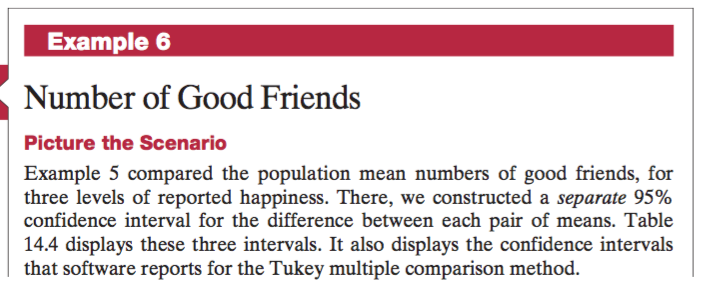 Example 6
Number of Good Friends
Picture the Scenario
Example 5 compared the population mean numbers of good friends, for
three levels of reported happiness. There, we constructed a separate 95%
confidence interval for the difference between each pair of means. Table
14.4 displays these three intervals. It also displays the confidence intervals
that software reports for the Tukey multiple comparison method.